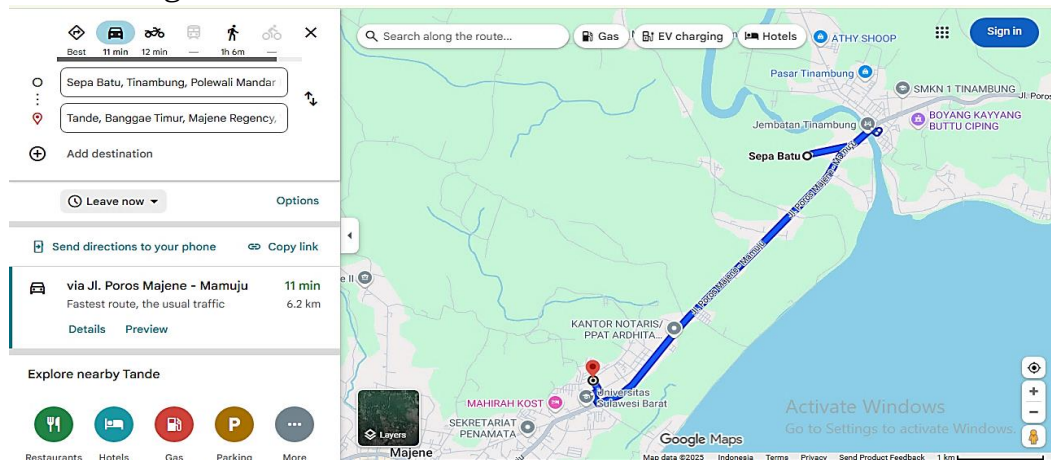 Best
11 min
12 min
—
1h 6m
—
Sepa Batu, Tinambung, Polewali Mandar
Tande, Banggae Timur, Majene Regency,
Add destination
Leave now
Options
Send directions to your phone
Copy link
via Jl. Poros Majene - Mamuju
11 min
Fastest route, the usual traffic
6.2 km
Details
Preview
Explore nearby Tande
Restaurants
Hotels
Gas
Parking
More
Search along the route...
Gas
EV charging
Hotels
ATHY SHOOP
Sign in
Pasar Tinambung
SMKN 1 TINAMBUNG
Jl. Poros
BOYANG KAYYANG
BUTTU CIPING
Jembatan Tinambung
Sepa Batu
Jl. Poros Majene - Mamuju
Jl. Poros Majene - Mamuju
e II
KANTOR NOTARIS/
PPAT ARDHITA...
Universitas
Sulawesi Barat
MAHIRAH KOST
SEKRETARIAT
PENAMATA
Majene
Layers
Google Maps
Activate Windows
Go to Settings to activate Windows.
Map data ©2025
Indonesia
Terms
Privacy
Send Product Feedback
1 km